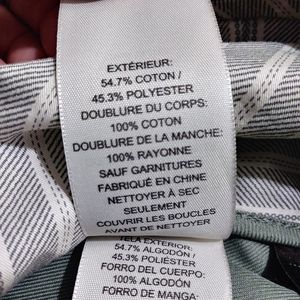 EXTÉRIEUR:
54.7% COTON /
45.3% POLYESTER
DOUBLURE DU CORPS:
100% COTON
DOUBLURE DE LA MANCHE:
100% RAYONNE
SAUF GARNITURES
FABRIQUÉ EN CHINE
NETTOYER À SEC
SEULEMENT
COUVRIR LES BOUCLES
AVANT DE NETTOYER
TELA EXTERIOR:
54.7% ALGODÓN /
45.3% POLIÉSTER
FORRO DEL CUERPO:
100% ALGODÓN
FORRO DE MANGA: